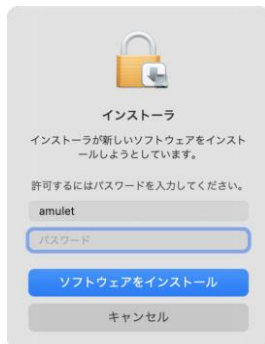 インストーラ
インストーラが新しいソフトウェアをインスト
ールしようとしています。
許可するにはパスワードを入力してください。
amulet
パスワード
ソフトウェアをインストール
キャンセル